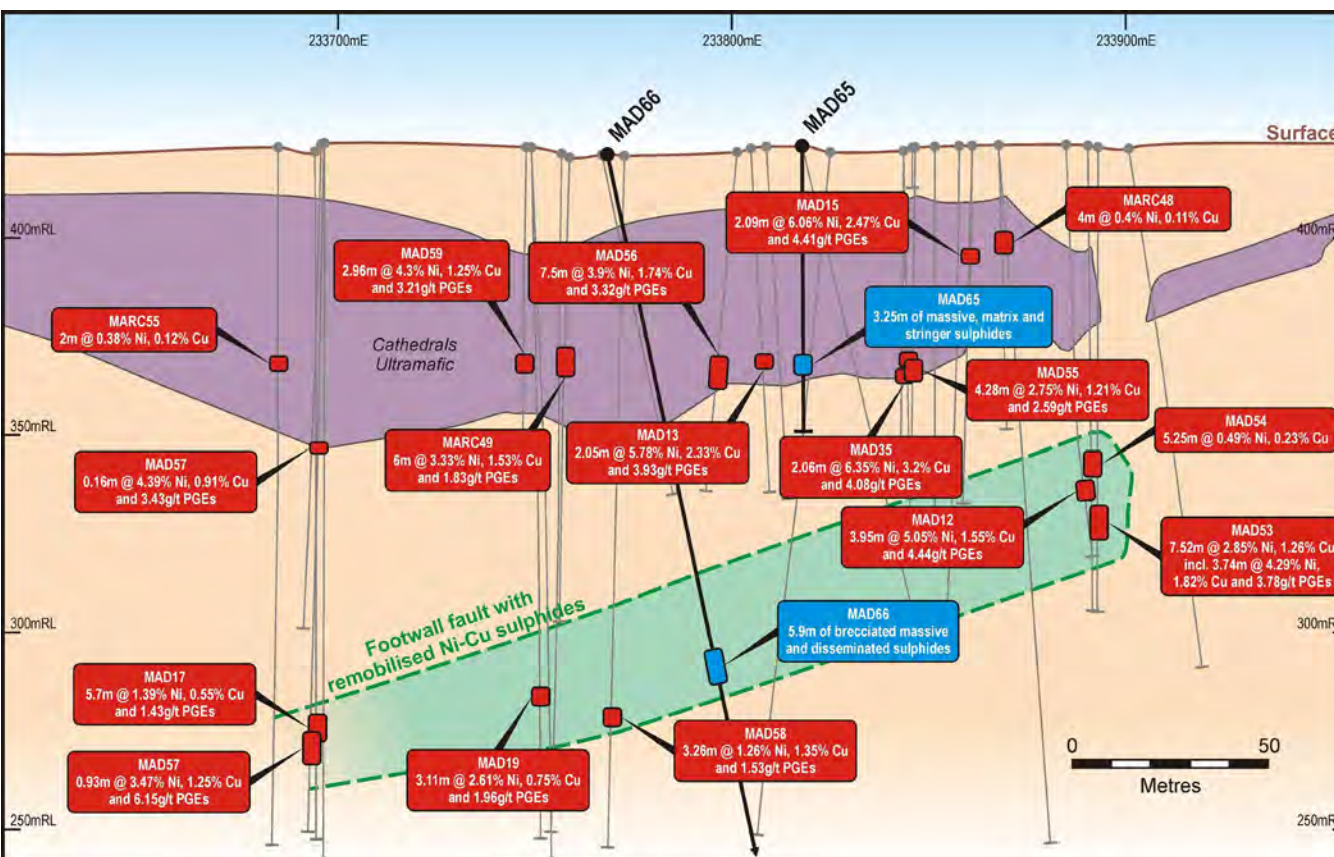 233700mE
233800mE
233900mE
MAD66
MAD65
Surface
400mRL
400mRL
MAD15
2.09m @ 6.06% Ni, 2.47% Cu
and 4.41g/t PGEs
MARC48
4m @ 0.4% Ni, 0.11% Cu
MAD59
2.96m @ 4.3% Ni, 1.25% Cu
and 3.21g/t PGEs
MAD56
7.5m @ 3.9% Ni, 1.74% Cu
and 3.32g/t PGEs
MAD65
3.25m of massive, matrix and
stringer sulphides
MARC55
2m @ 0.38% Ni, 0.12% Cu
Cathedrals
Ultramafic
MAD55
4.28m @ 2.75% Ni, 1.21% Cu
and 2.59g/t PGEs
350mRL
MAD57
0.16m @ 4.39% Ni, 0.91% Cu
and 3.43g/t PGEs
MARC49
6m @ 3.33% Ni, 1.53% Cu
and 1.83g/t PGEs
MAD13
2.05m @ 5.78% Ni, 2.33% Cu
and 3.93g/t PGEs
MAD35
2.06m @ 6.35% Ni, 3.2% Cu
and 4.08g/t PGEs
MAD54
5.25m @ 0.49% Ni, 0.23% Cu
MAD12
3.95m @ 5.05% Ni, 1.55% Cu
and 4.44g/t PGEs
MAD53
7.52m @ 2.85% Ni, 1.26% Cu
incl. 3.74m @ 4.29% Ni,
1.82% Cu and 3.78g/t PGEs
300mRL
300mRL
Footwall fault with
remobilised Ni-Cu sulphides
MAD66
5.9m of brecciated massive
and disseminated sulphides
MAD17
5.7m @ 1.39% Ni, 0.55% Cu
and 1.43g/t PGEs
MAD57
0.93m @ 3.47% Ni, 1.25% Cu
and 6.15g/t PGEs
MAD19
3.11m @ 2.61% Ni, 0.75% Cu
and 1.96g/t PGEs
MAD58
3.26m @ 1.26% Ni, 1.35% Cu
and 1.53g/t PGEs
0
50
Metres
250mRL
250mRL